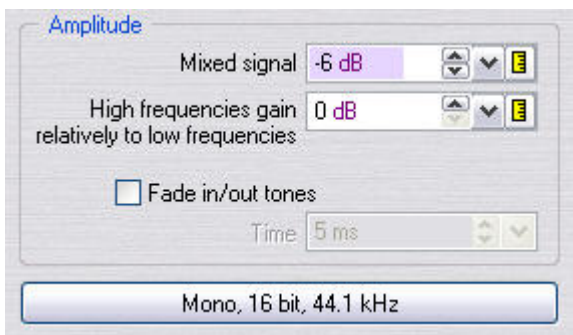 Amplitude
Mixed signal -6 dB
High frequencies gain 0 dB
relatively to low frequencies
Fade in/out tones
Time 5 ms
Mono, 16 bit, 44.1 kHz